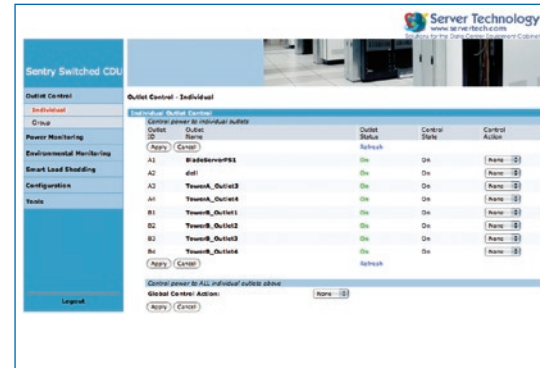 Server Technology
www.servertech.com
Solutions for the Data Center Equipment Cabinet
Sentry Switched CDU
Outlet Control
Individual
Group
Power Monitoring
Environmental Monitoring
Smart Load Shedding
Configuration
Tools
Logout
Outlet Control - Individual
Individual Outlet Control
Control power to individual outlets
Outlet ID Outlet Name Outlet Status Control State Control Action
Apply Cancel Refresh
A1 BladeServerPS1 On On None
A2 dell On On None
A3 TowerA_Outlet3 On On None
A4 TowerA_Outlet4 On On None
B1 TowerB_Outlet1 On On None
B2 TowerB_Outlet2 On On None
B3 TowerB_Outlet3 On On None
B4 TowerB_Outlet4 On On None
Apply Cancel Refresh
Control power to ALL individual outlets above
Global Control Action: None
Apply Cancel